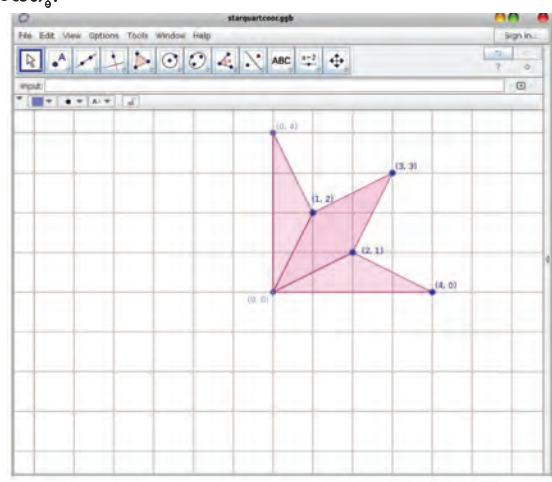 starquartcoor.ggb
File Edit View Options Tools Window Help
Sign in...
A
ABC
a=2
Input:
(0, 4)
(3, 3)
(1, 2)
(2, 1)
(4, 0)
(0, 0)